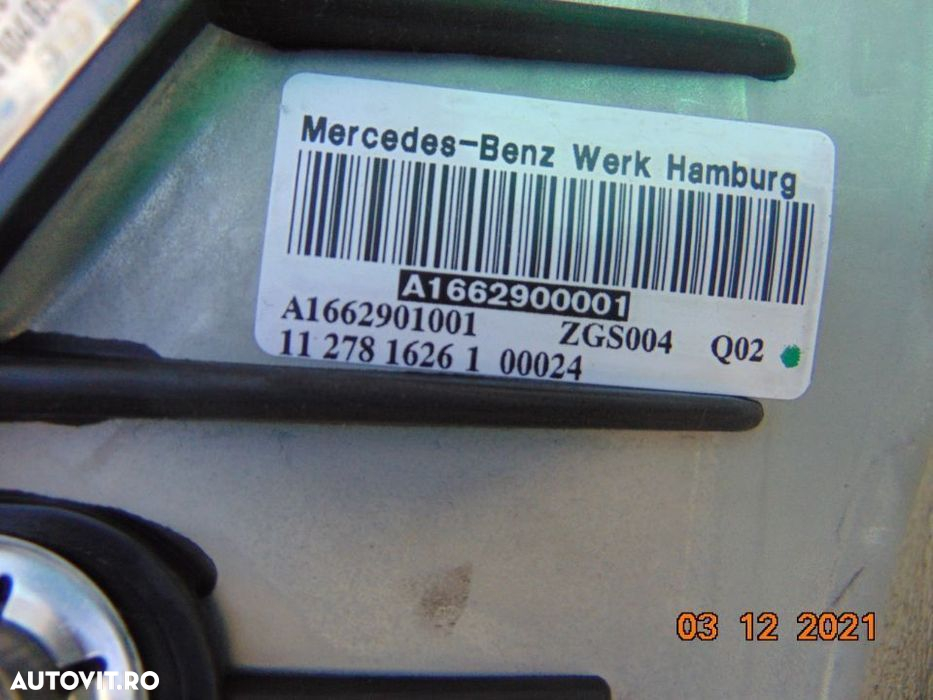 Mercedes-Benz Werk Hamburg
A1662900001
A1662901001 ZGS004 Q02
11 278 1626 1 00024
03 12 2021
AUTOVIT.RO